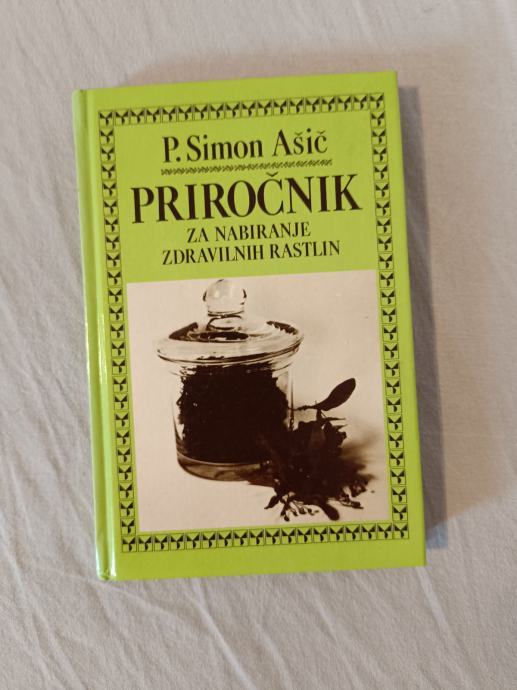 P. Simon Ašič
PRIROČNIK
ZA NABIRANJE
ZDRAVILNIH RASTLIN